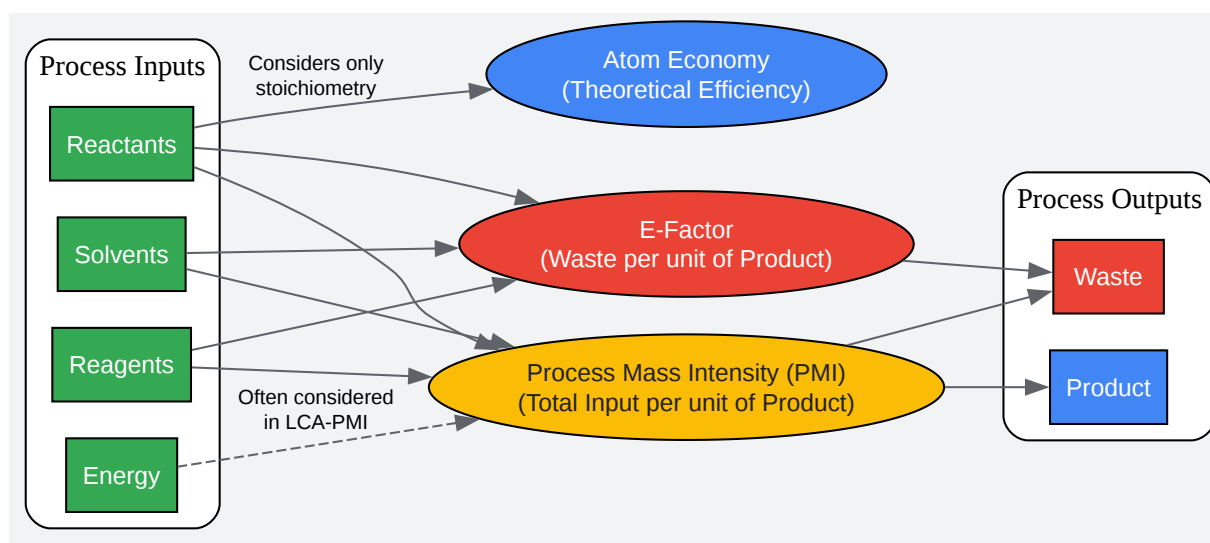 Process Inputs
Reactants
Solvents
Reagents
Energy
Considers only
stoichiometry
Often considered
in LCA-PMI
Atom Economy
(Theoretical Efficiency)
E-Factor
(Waste per unit of Product)
Process Mass Intensity (PMI)
(Total Input per unit of Product)
Process Outputs
Waste
Product